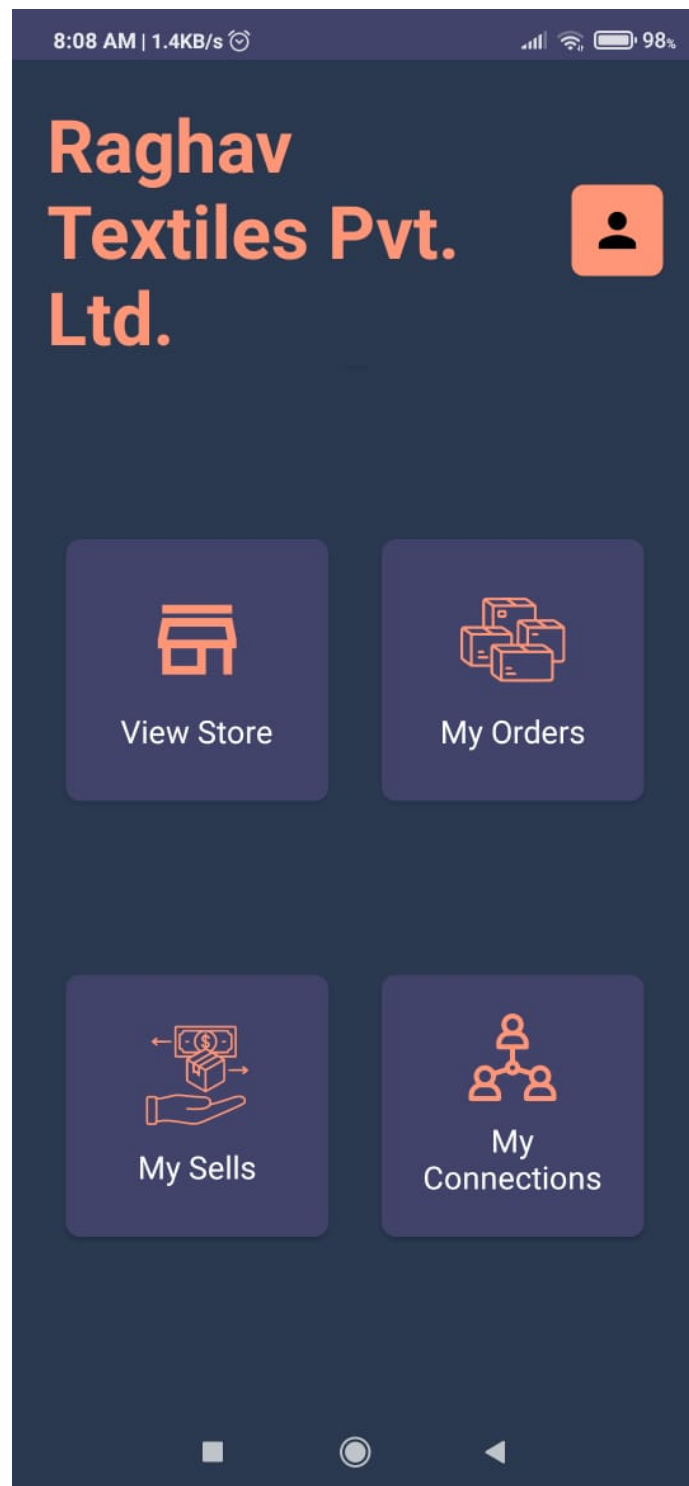 8:08 AM | 1.4KB/s
98%
Raghav
Textiles Pvt.
Ltd.
View Store
My Orders
My Sells
My
Connections